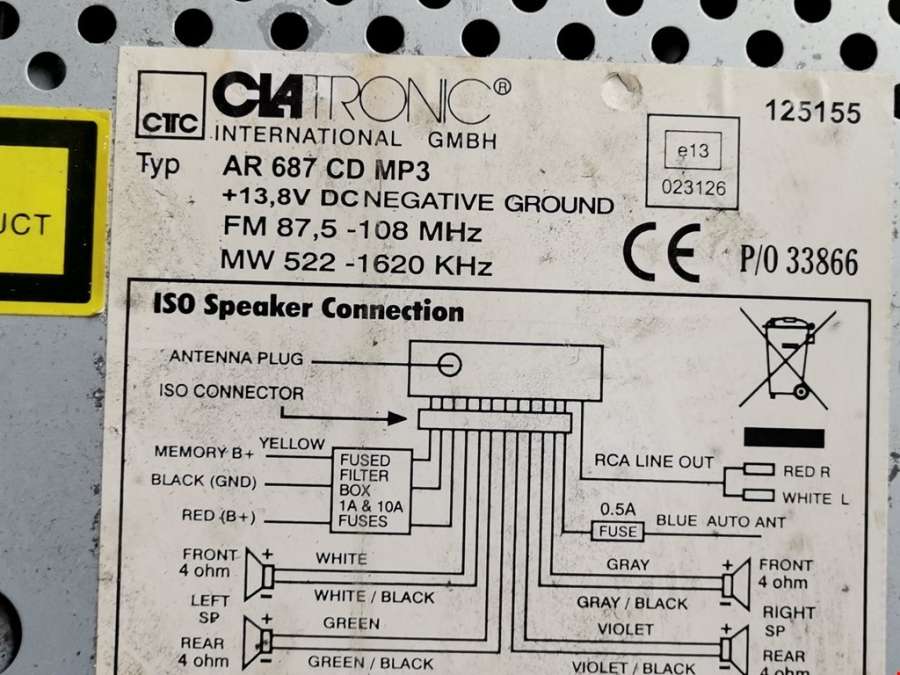 UCT
CTC
CLATRONIC®
INTERNATIONAL GMBH
125155
Typ AR 687 CD MP3
+13,8V DC NEGATIVE GROUND
FM 87,5 -108 MHz
MW 522 -1620 KHz
e13
023126
CE P/O 33866
ISO Speaker Connection
ANTENNA PLUG
ISO CONNECTOR
MEMORY B+ YELLOW
BLACK (GND)
RED (B+)
FUSED
FILTER
BOX
1A & 10A
FUSES
RCA LINE OUT
RED R
WHITE L
0.5A
FUSE
BLUE AUTO ANT
FRONT
4 ohm
+
-
WHITE
WHITE / BLACK
LEFT
SP
REAR
4 ohm
+
-
GREEN
GREEN / BLACK
GRAY
GRAY / BLACK
+
-
FRONT
4 ohm
RIGHT
SP
VIOLET
VIOLET / BLACK
+
-
REAR
4 ohm